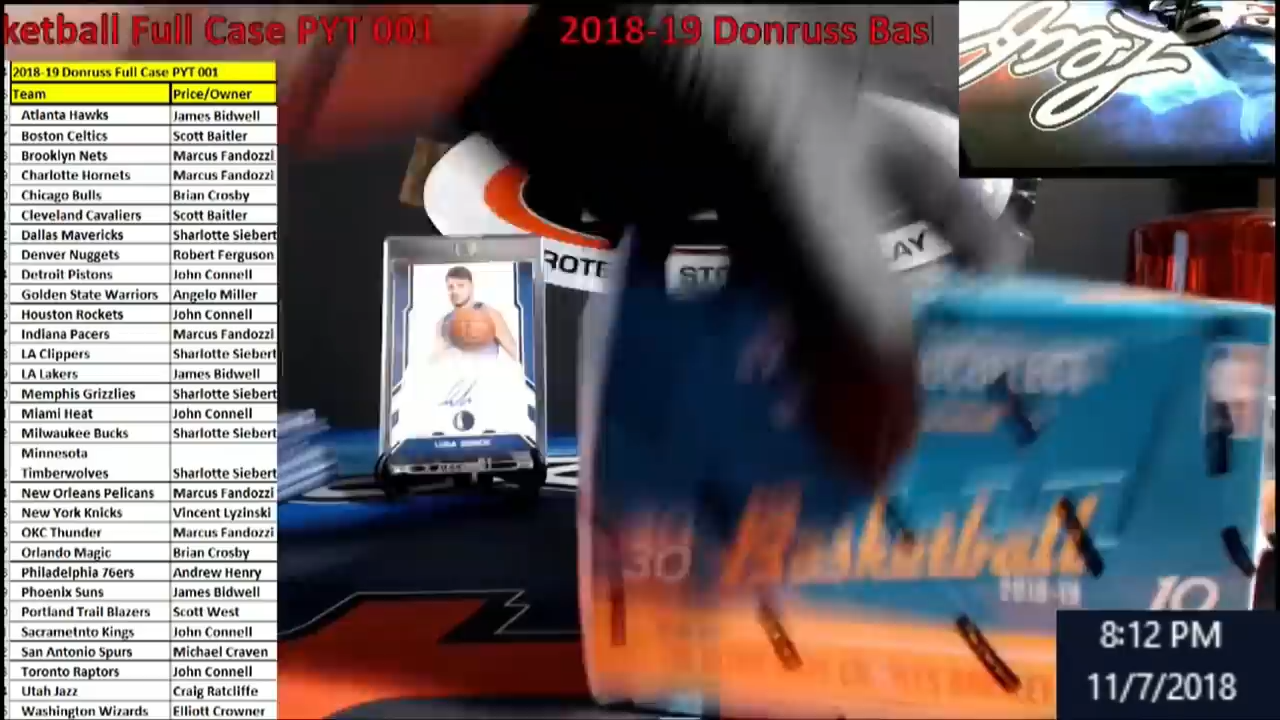 ketball Full Case PYT 001 2018-19 Donruss Bas
2018-19 Donruss Full Case PYT 001
Team Price/Owner
Atlanta Hawks James Bidwell
Boston Celtics Scott Baitler
Brooklyn Nets Marcus Fandozzi
Charlotte Hornets Marcus Fandozzi
Chicago Bulls Brian Crosby
Cleveland Cavaliers Scott Baitler
Dallas Mavericks Sharlotte Siebert
Denver Nuggets Robert Ferguson
Detroit Pistons John Connell
Golden State Warriors Angelo Miller
Houston Rockets John Connell
Indiana Pacers Marcus Fandozzi
LA Clippers Sharlotte Siebert
LA Lakers James Bidwell
Memphis Grizzlies Sharlotte Siebert
Miami Heat John Connell
Milwaukee Bucks Sharlotte Siebert
Minnesota
Timberwolves Sharlotte Siebert
New Orleans Pelicans Marcus Fandozzi
New York Knicks Vincent Lyzinski
OKC Thunder Marcus Fandozzi
Orlando Magic Brian Crosby
Philadelphia 76ers Andrew Henry
Phoenix Suns James Bidwell
Portland Trail Blazers Scott West
Sacrametnto Kings John Connell
San Antonio Spurs Michael Craven
Toronto Raptors John Connell
Utah Jazz Craig Ratcliffe
Washington Wizards Elliott Crowner
ROTE
STO
AY
30
Basketball
2018-19
10
8:12 PM
11/7/2018